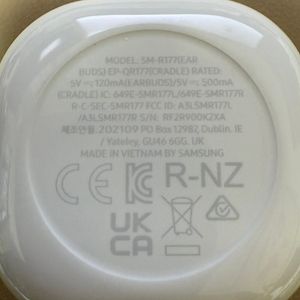 MODEL: SM-R177(EAR
BUDS) EP-QR177(CRADLE) RATED:
5V ⎓ 120mA(EARBUDS)/5V ⎓ 500mA
(CRADLE) IC: 649E-SMR177L/649E-SMR177R
R-C-SEC-SMR177 FCC ID: A3LSMR177L
/A3LSMR177R S/N: RF2R900K2XA
제조연월: 202109 PO Box 12987, Dublin. IE
/ Yateley, GU46 6GG. UK
MADE IN VIETNAM BY SAMSUNG
CE R-NZ
UK
CA